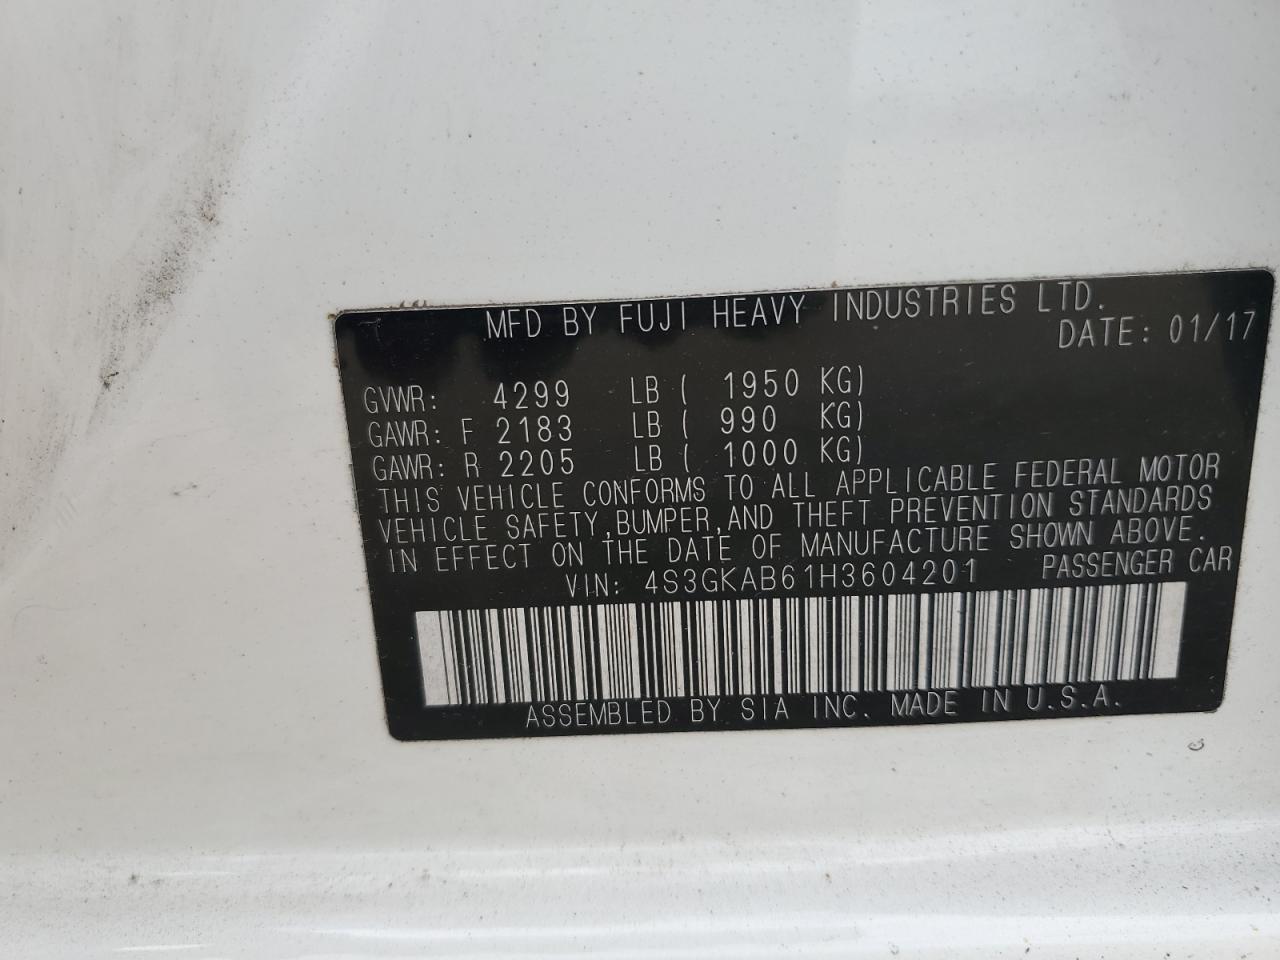 MFD BY FUJI HEAVY INDUSTRIES LTD.
DATE: 01/17
GVWR: 4299 LB ( 1950 KG)
GAWR: F 2183 LB ( 990 KG)
GAWR: R 2205 LB ( 1000 KG)
THIS VEHICLE CONFORMS TO ALL APPLICABLE FEDERAL MOTOR
VEHICLE SAFETY, BUMPER, AND THEFT PREVENTION STANDARDS
IN EFFECT ON THE DATE OF MANUFACTURE SHOWN ABOVE.
VIN: 4S3GKAB61H3604201 PASSENGER CAR
ASSEMBLED BY SIA INC. MADE IN U.S.A.